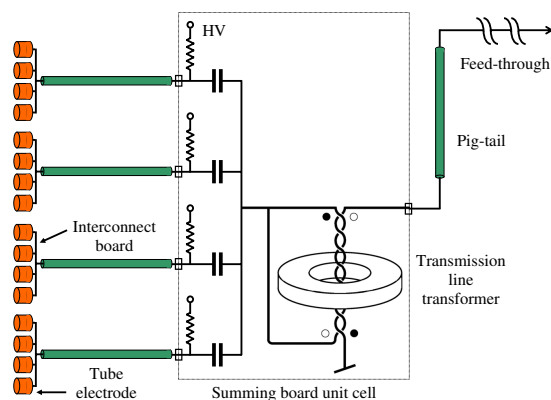 HV
Feed-through
Pig-tail
Interconnect
board
Transmission
line
transformer
Tube
electrode
Summing board unit cell